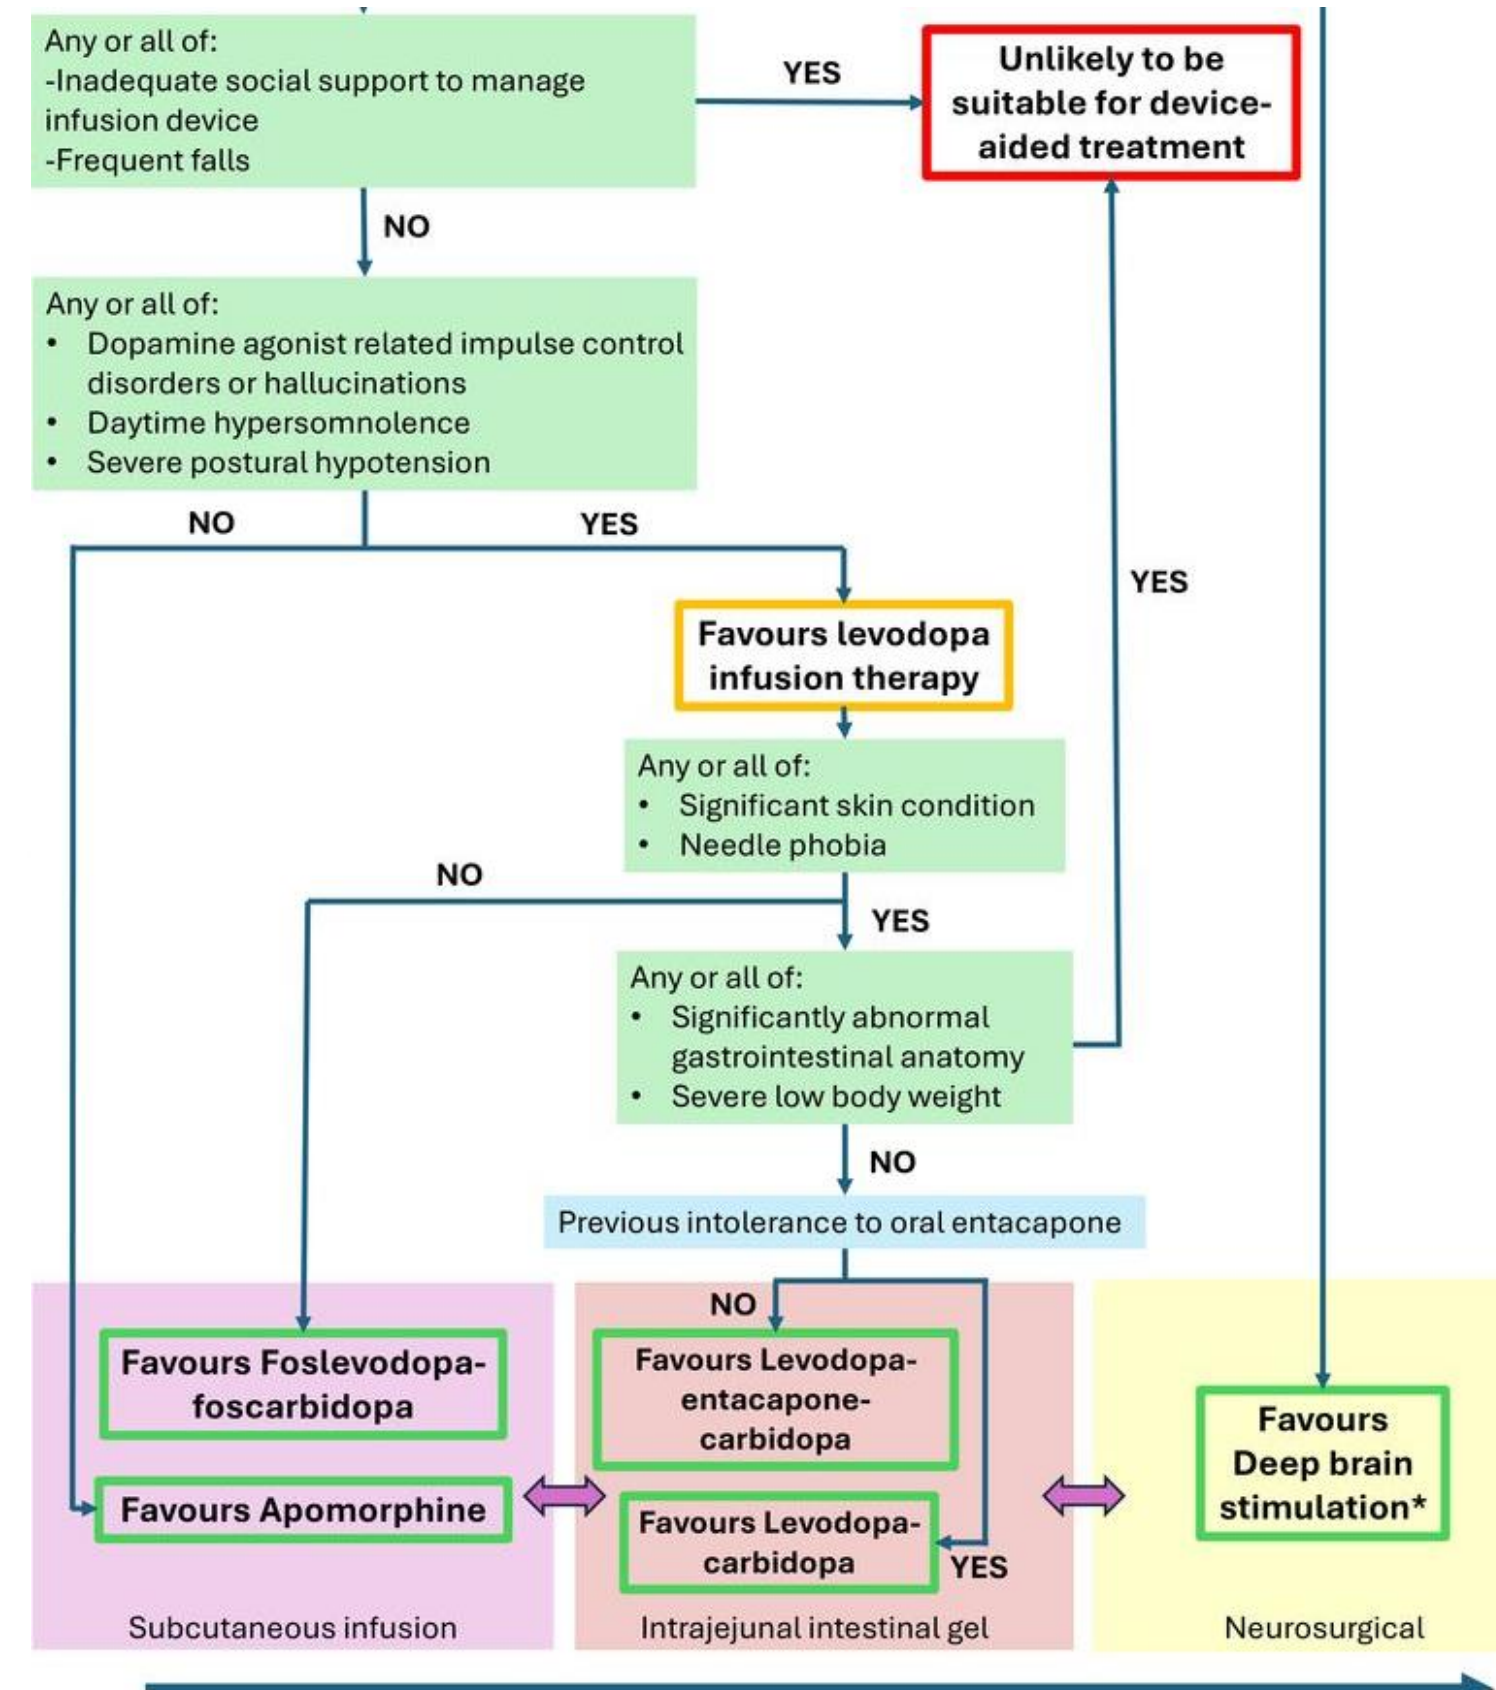 Any or all of:
-Inadequate social support to manage
infusion device
-Frequent falls
YES
Unlikely to be
suitable for device-
aided treatment
NO
Any or all of:
• Dopamine agonist related impulse control
disorders or hallucinations
• Daytime hypersomnolence
• Severe postural hypotension
NO
YES
Favours levodopa
infusion therapy
YES
Any or all of:
• Significant skin condition
• Needle phobia
NO
YES
Any or all of:
• Significantly abnormal
gastrointestinal anatomy
• Severe low body weight
NO
Previous intolerance to oral entacapone
NO
Favours Foslevodopa-
foscarbidopa
Favours Levodopa-
entacapone-
carbidopa
Favours
Deep brain
stimulation*
Favours Apomorphine
Favours Levodopa-
carbidopa
YES
Subcutaneous infusion
Intrajejunal intestinal gel
Neurosurgical